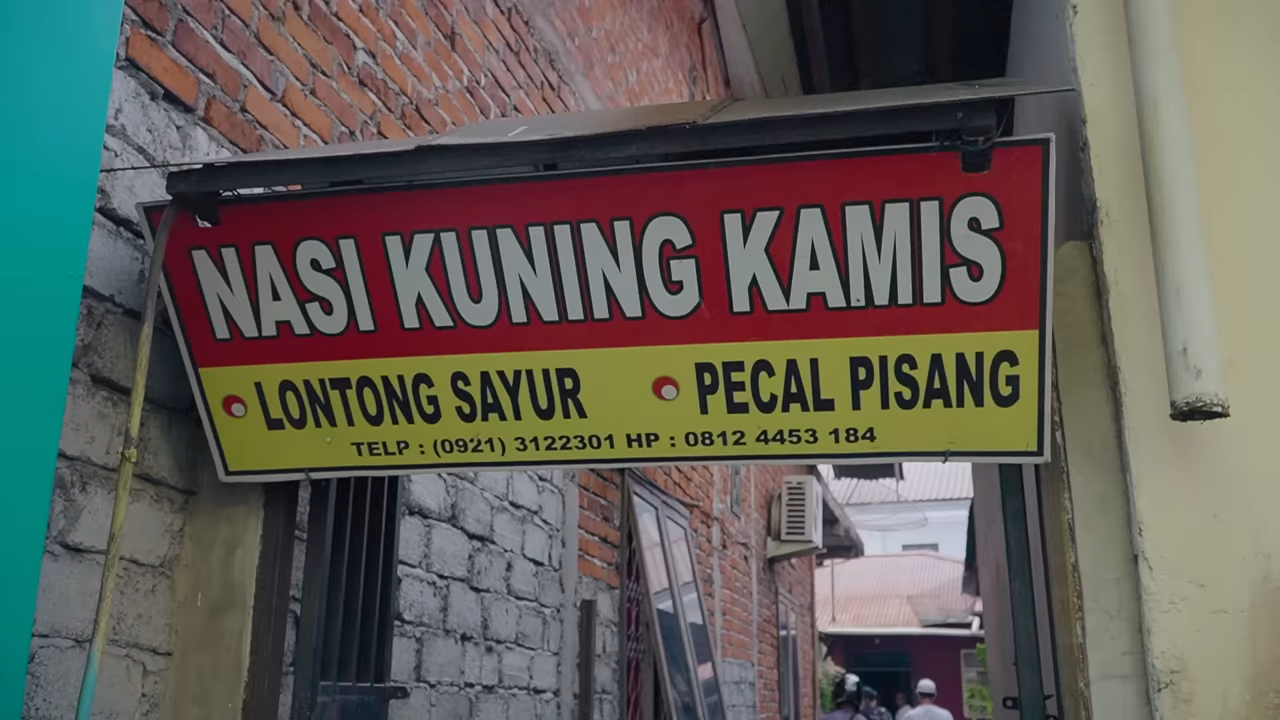 NASI KUNING KAMIS
LONTONG SAYUR
PECAL PISANG
TELP : (0921) 3122301 HP : 0812 4453 184